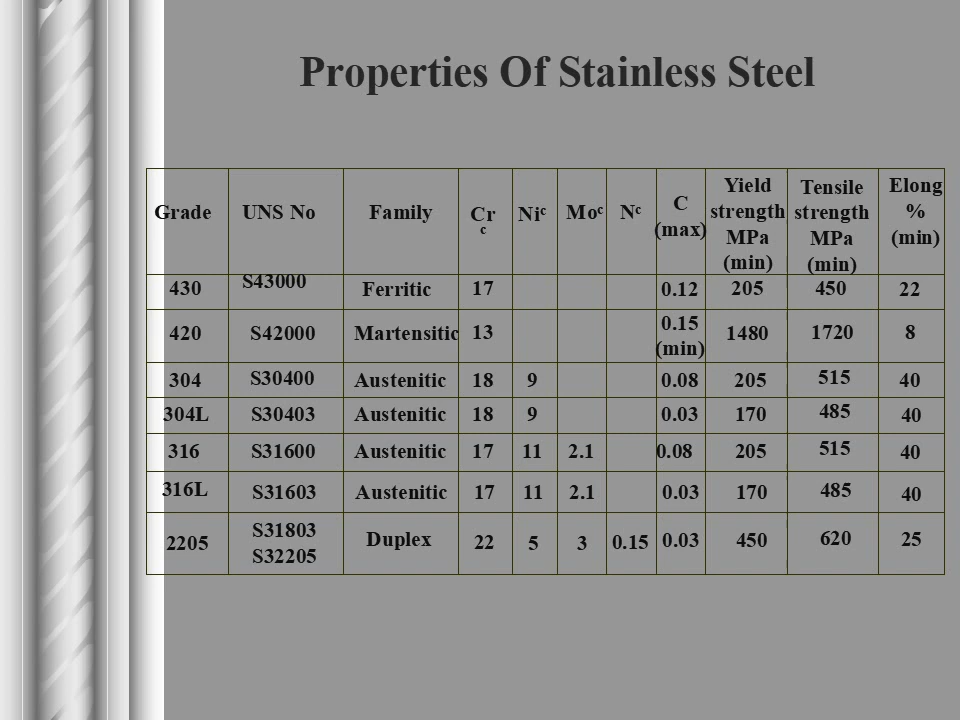 Properties Of Stainless Steel
Grade UNS No Family Cr c Ni c Mo c N c C (max) Yield strength MPa (min) Tensile strength MPa (min) Elong % (min)
430 S43000 Ferritic 17 0.12 205 450 22
420 S42000 Martensitic 13 0.15 (min) 1480 1720 8
304 S30400 Austenitic 18 9 0.08 205 515 40
304L S30403 Austenitic 18 9 0.03 170 485 40
316 S31600 Austenitic 17 11 2.1 0.08 205 515 40
316L S31603 Austenitic 17 11 2.1 0.03 170 485 40
2205 S31803 S32205 Duplex 22 5 3 0.15 0.03 450 620 25